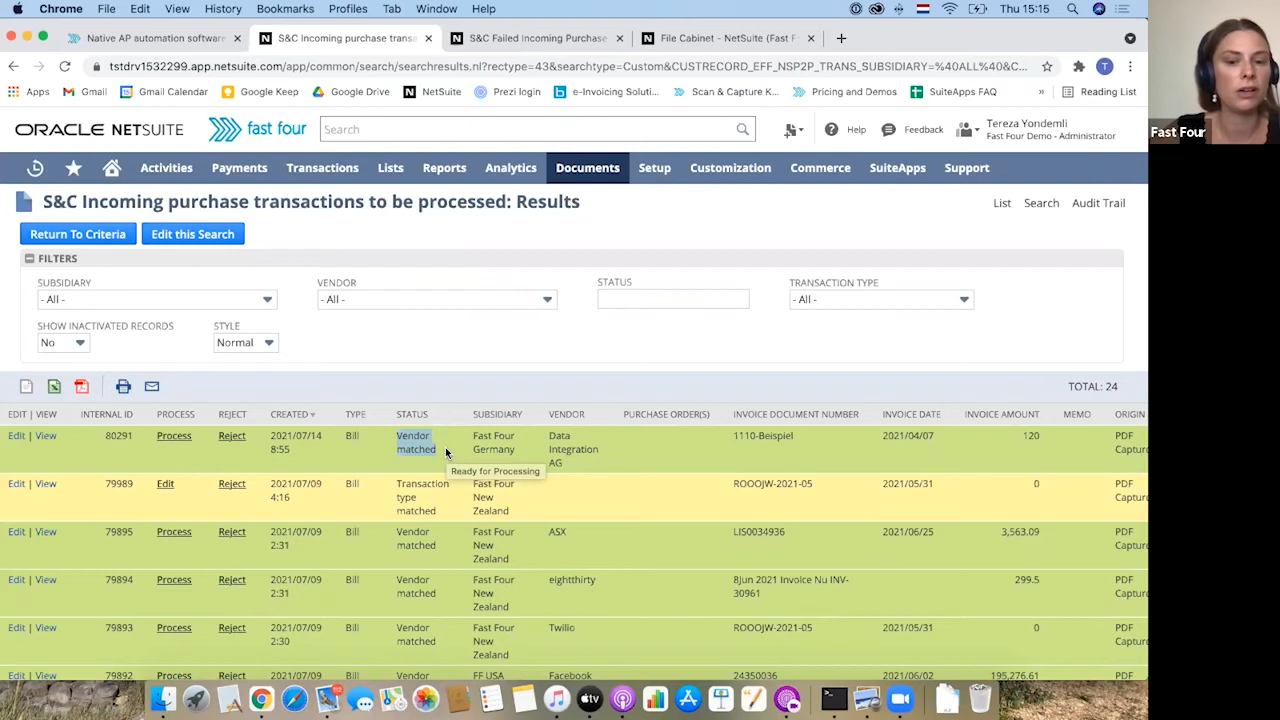 Chrome File Edit View History Bookmarks Profiles Tab Window Help Thu 15:15
Native AP automation software S&C Incoming purchase transa S&C Failed Incoming Purchase File Cabinet - NetSuite (Fast F
tstdrv1532299.app.netsuite.com/app/common/search/searchresults.nl?rectype=43&searchtype=Custom&CUSTRECORD_EFF_NSP2P_TRANS_SUBSIDIARY=%40ALL%40&C...
Apps Gmail Gmail Calendar Google Keep Google Drive NetSuite Prezi login e-Invoicing Soluti... Scan & Capture K... Pricing and Demos SuiteApps FAQ » Reading List
ORACLE NETSUITE fast four Search Help Feedback Tereza Yondemli
Fast Four Demo - Administrator
Fast Four
Activities Payments Transactions Lists Reports Analytics Documents Setup Customization Commerce SuiteApps Support
S&C Incoming purchase transactions to be processed: Results List Search Audit Trail
Return To Criteria Edit this Search
FILTERS
SUBSIDIARY VENDOR STATUS TRANSACTION TYPE
- All - - All - - All -
SHOW INACTIVATED RECORDS STYLE
No Normal
TOTAL: 24
EDIT | VIEW INTERNAL ID PROCESS REJECT CREATED TYPE STATUS SUBSIDIARY VENDOR PURCHASE ORDER(S) INVOICE DOCUMENT NUMBER INVOICE DATE INVOICE AMOUNT MEMO ORIGIN
Edit | View 80291 Process Reject 2021/07/14 Bill Vendor Fast Four Data 1110-Beispiel 2021/04/07 120 PDF
8:55 matched Germany Integration Captur
AG
Ready for Processing
Edit | View 79989 Edit Reject 2021/07/09 Bill Transaction Fast Four ROOOJW-2021-05 2021/05/31 0 PDF
4:16 type New Captur
matched Zealand
Edit | View 79895 Process Reject 2021/07/09 Bill Vendor Fast Four ASX LIS0034936 2021/06/25 3,563.09 PDF
2:31 matched New Captur
Zealand
Edit | View 79894 Process Reject 2021/07/09 Bill Vendor Fast Four eightthirty 8Jun 2021 Invoice Nu INV- 2021/05/31 299.5 PDF
2:31 matched New 30961 Captur
Zealand
Edit | View 79893 Process Reject 2021/07/09 Bill Vendor Fast Four Twilio ROOOJW-2021-05 2021/05/31 0 PDF
2:30 matched New Captur
Zealand
Edit | View 79892 Process Reject 2021/07/09 Bill Vendor FF USA Facebook 24350036 2021/06/02 195,276.61 PDF